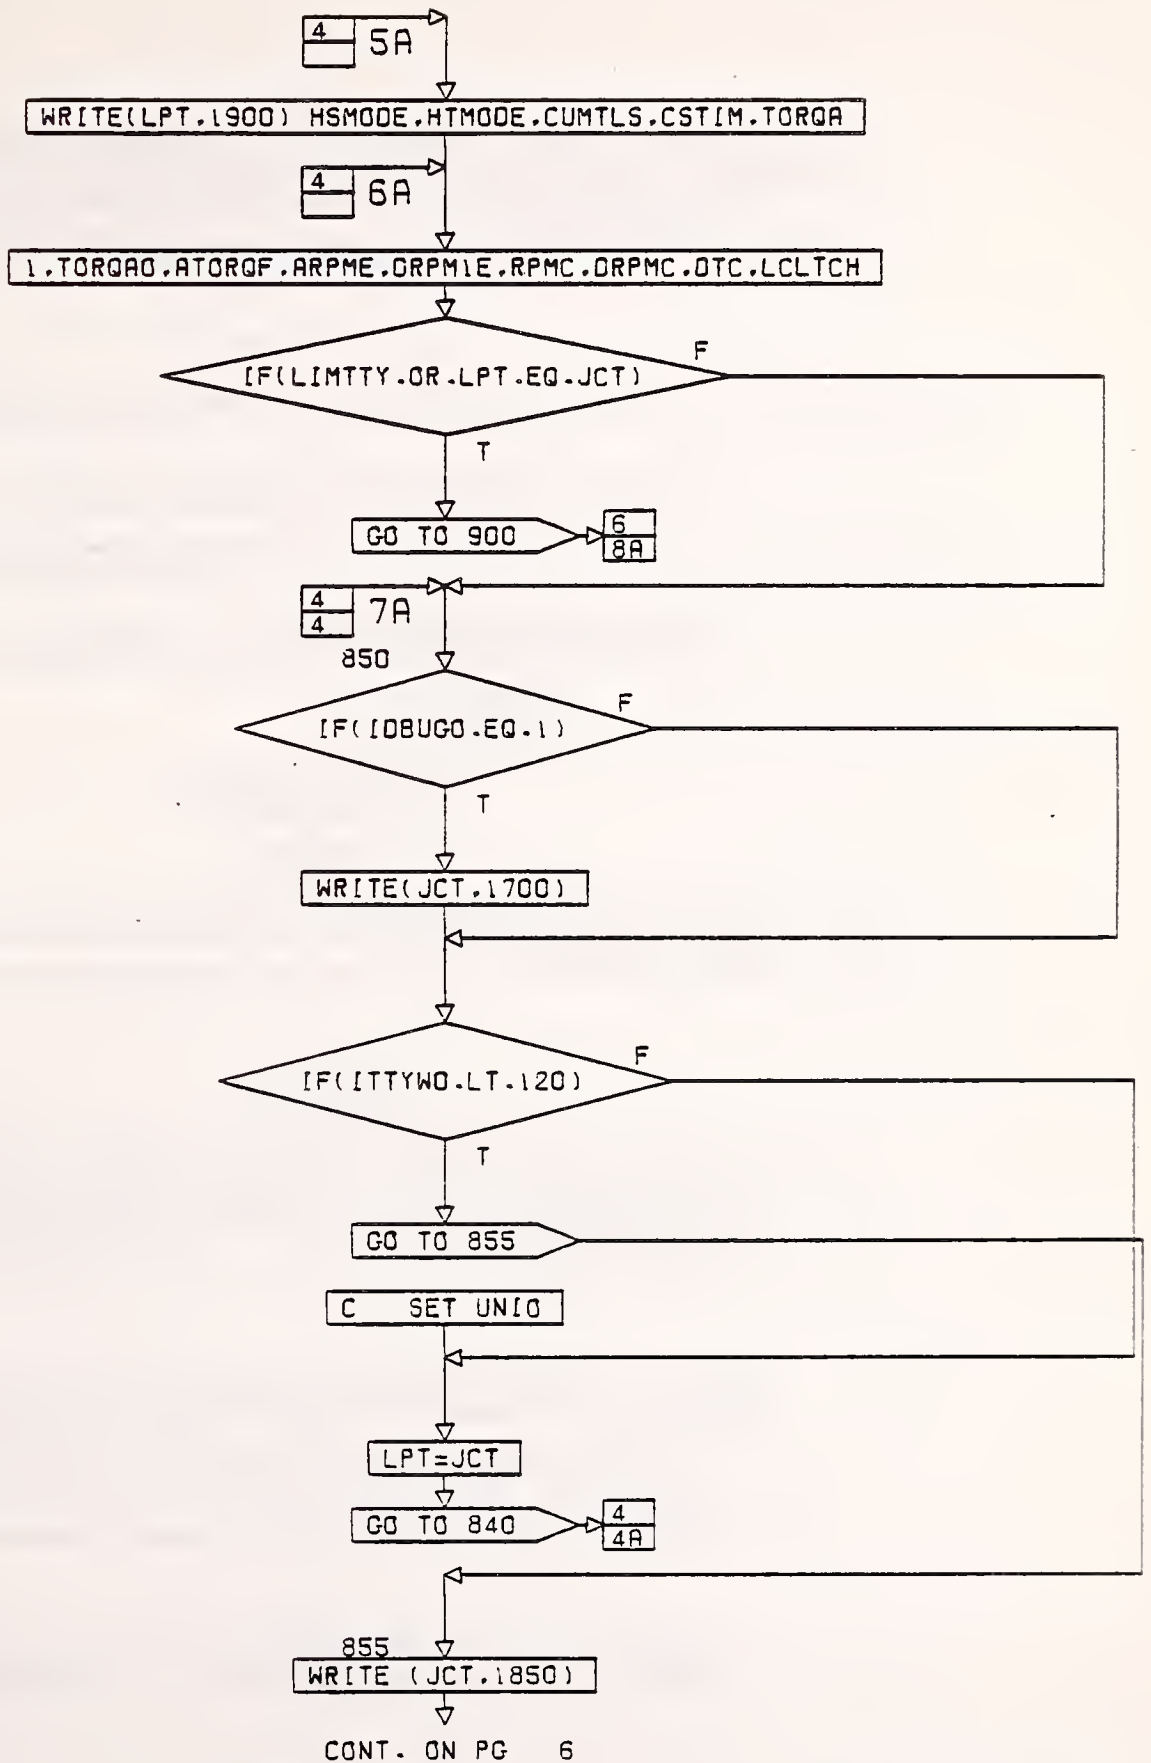 4 5A
WRITE(LPT.1900) HSMODE.HTMODE.CUMTLS.CSTIM.TORQA
4 6A
1.TORQAO.ATORQF.ARPME.DRPM1E.RPMC.DRPMC.DTC.LCLTCH
IF(LIMTTY.OR.LPT.EQ.JCT)
F
T
GO TO 900
6
8A
4
4
7A
850
IF(IDBUGO.EQ.1)
F
T
WRITE(JCT.1700)
IF(ITTYWO.LT.120)
F
T
GO TO 855
C SET UNIO
LPT=JCT
GO TO 840
4
4A
855
WRITE (JCT.1850)
CONT. ON PG 6